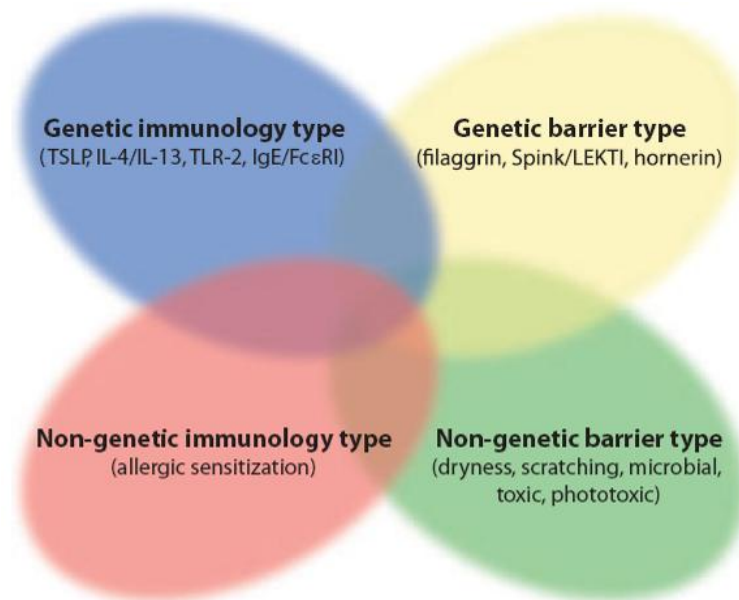 Genetic immunology type
(TSLP, IL-4/IL-13, TLR-2, IgE/FcεRI)
Genetic barrier type
(filaggrin, Spink/LEKTI, hornerin)
Non-genetic immunology type
(allergic sensitization)
Non-genetic barrier type
(dryness, scratching, microbial,
toxic, phototoxic)